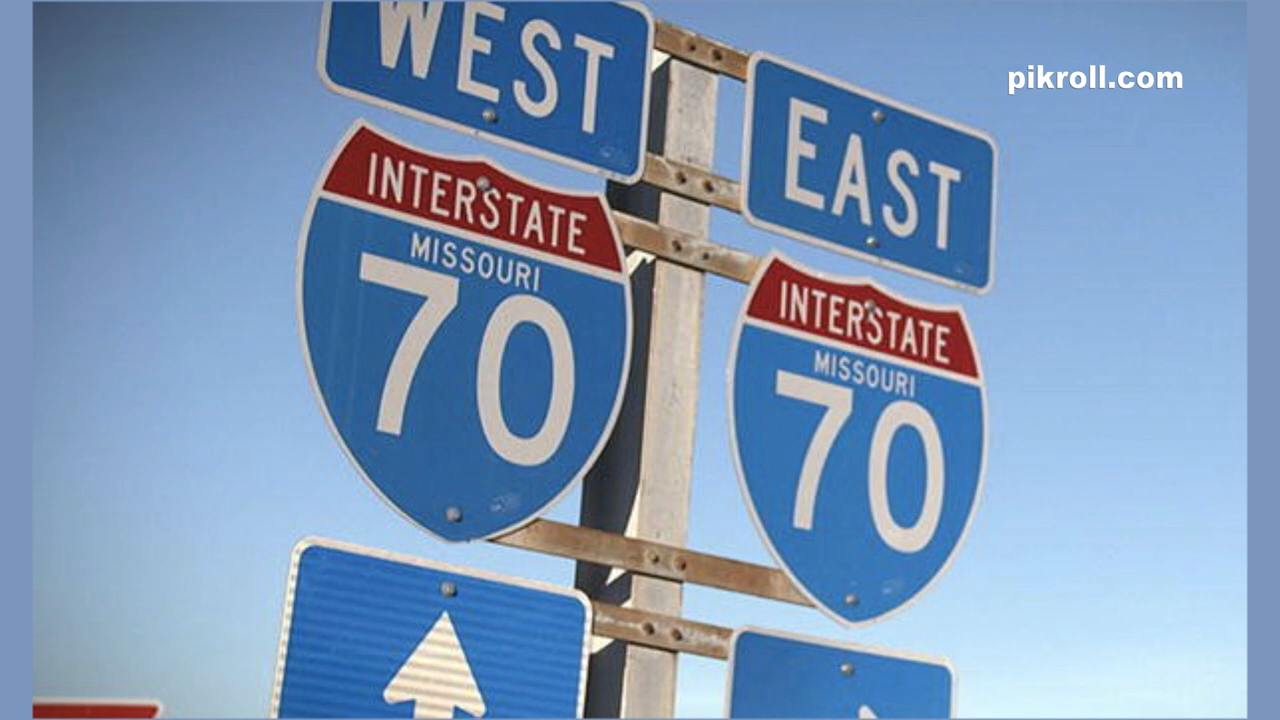 WEST
EAST
pikroll.com
INTERSTATE
MISSOURI
70
INTERSTATE
MISSOURI
70